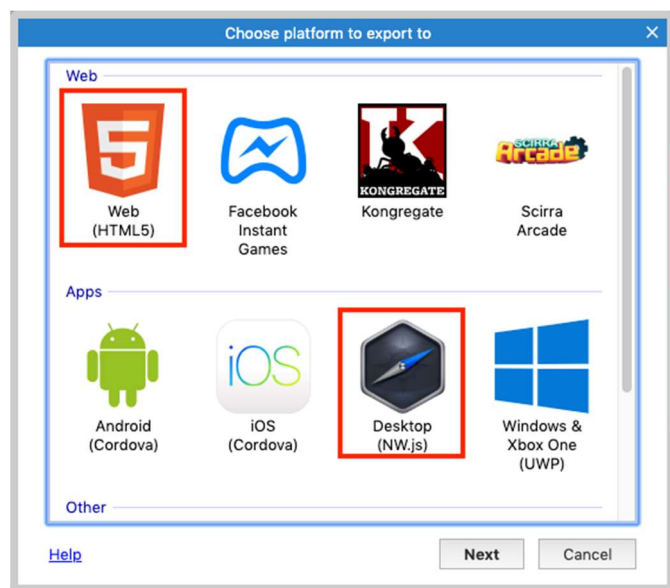 Choose platform to export to
Web
KONGREGATE
SCIRRA
Arcade
Web
(HTML5)
Facebook
Instant
Games
Kongregate
Scirra
Arcade
Apps
iOS
Android
(Cordova)
iOS
(Cordova)
Desktop
(NW.js)
Windows &
Xbox One
(UWP)
Other
Help
Next
Cancel